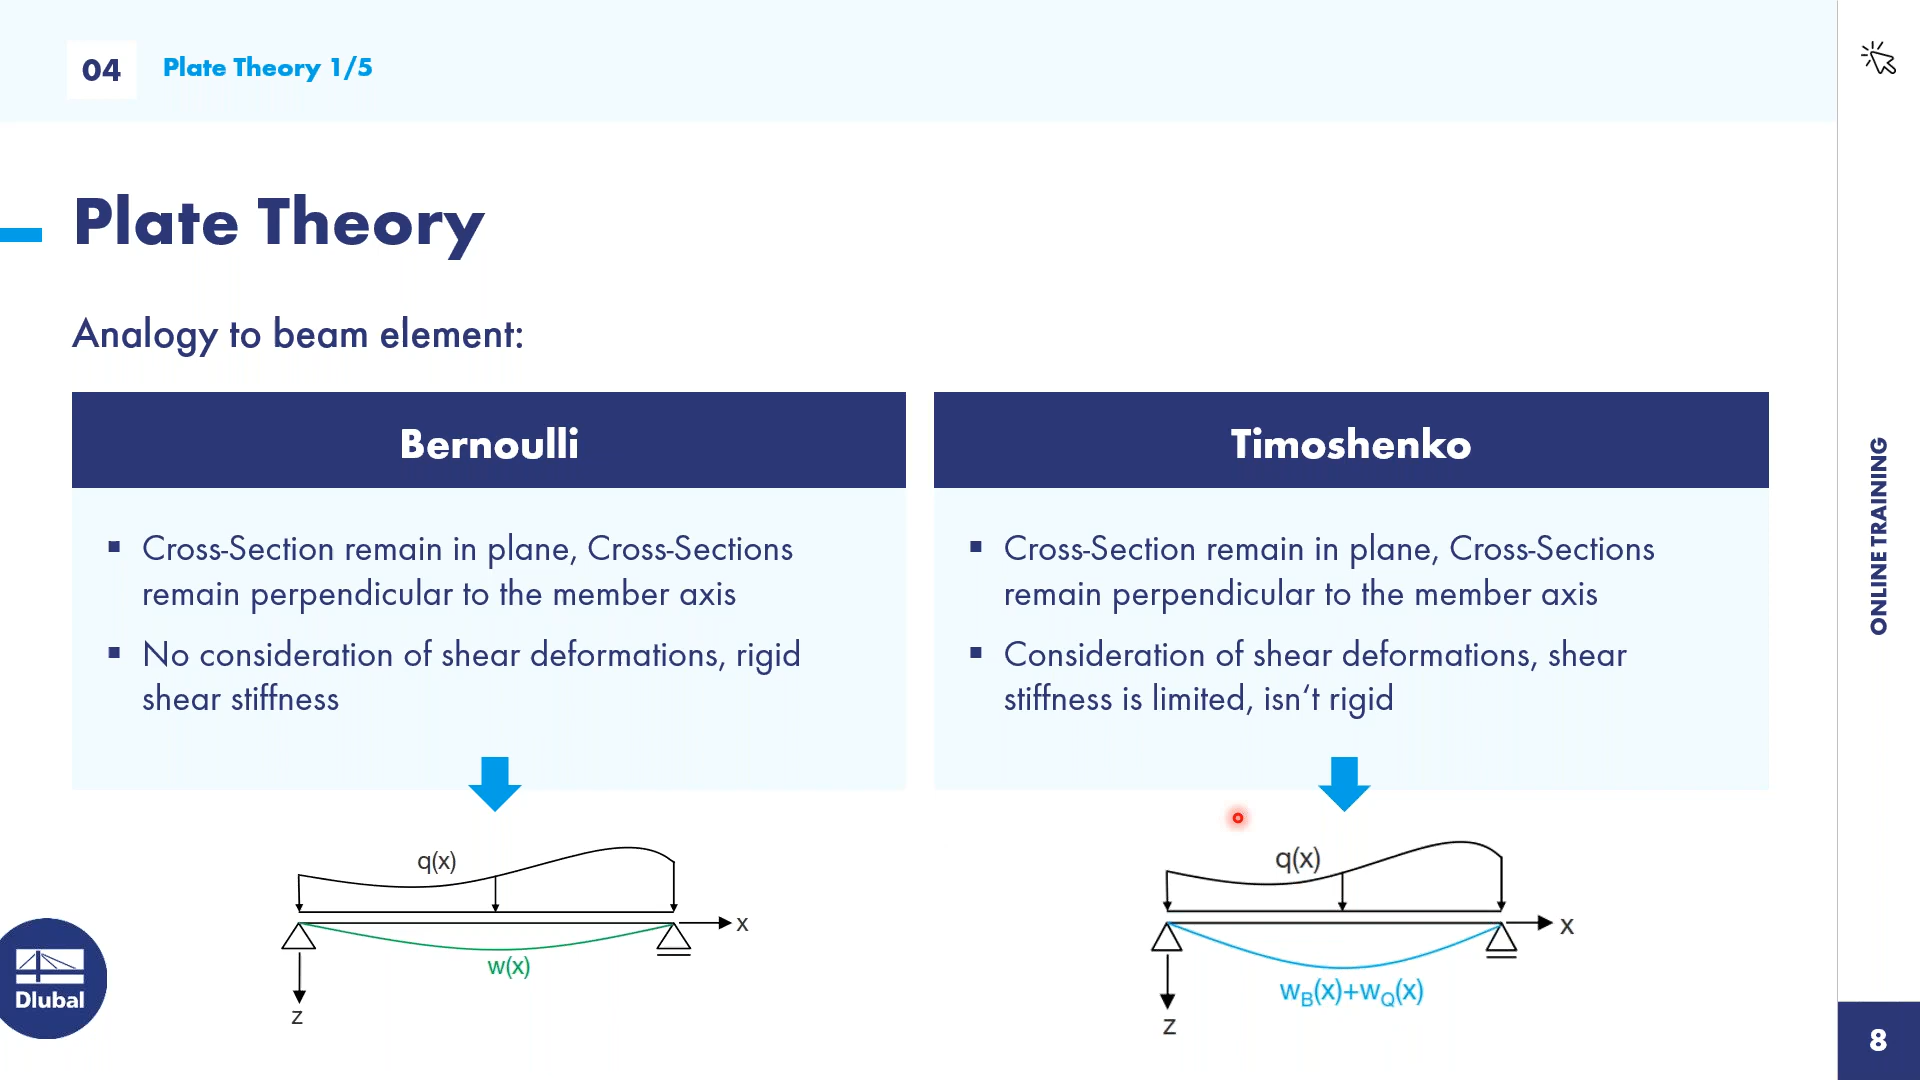 04
Plate Theory 1/5
Plate Theory
Analogy to beam element:
Bernoulli
▪ Cross-Section remain in plane, Cross-Sections
remain perpendicular to the member axis
▪ No consideration of shear deformations, rigid
shear stiffness
q(x)
x
w(x)
z
Timoshenko
▪ Cross-Section remain in plane, Cross-Sections
remain perpendicular to the member axis
▪ Consideration of shear deformations, shear
stiffness is limited, isn‘t rigid
q(x)
x
w_B(x)+w_Q(x)
z
Dlubal
ONLINE TRAINING
8